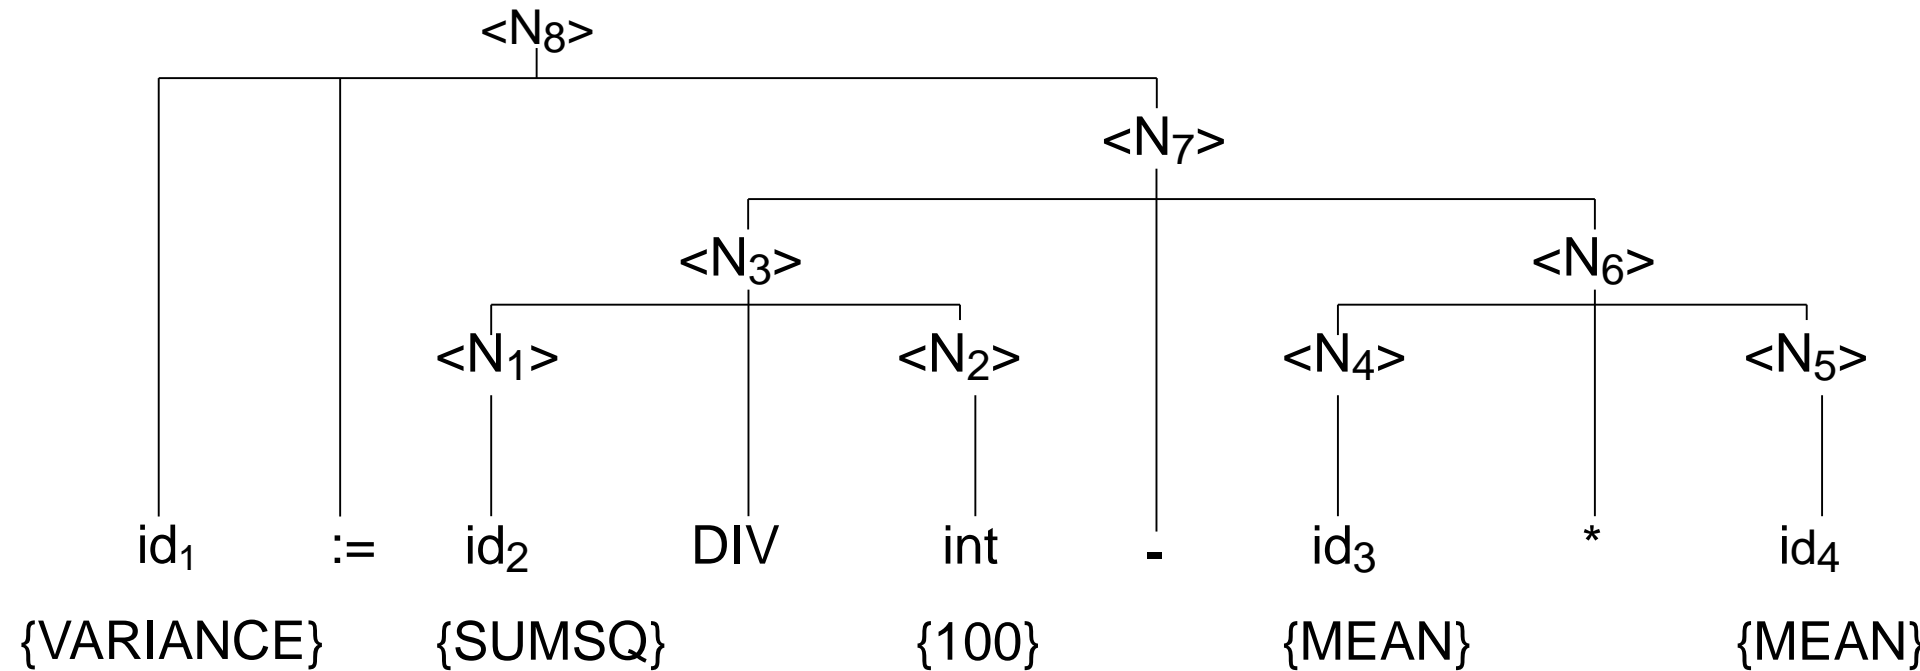 <N8>
<N7>
<N3> <N6>
<N1> <N2> <N4> <N5>
id1 := id2 DIV int - id3 * id4
{VARIANCE} {SUMSQ} {100} {MEAN} {MEAN}